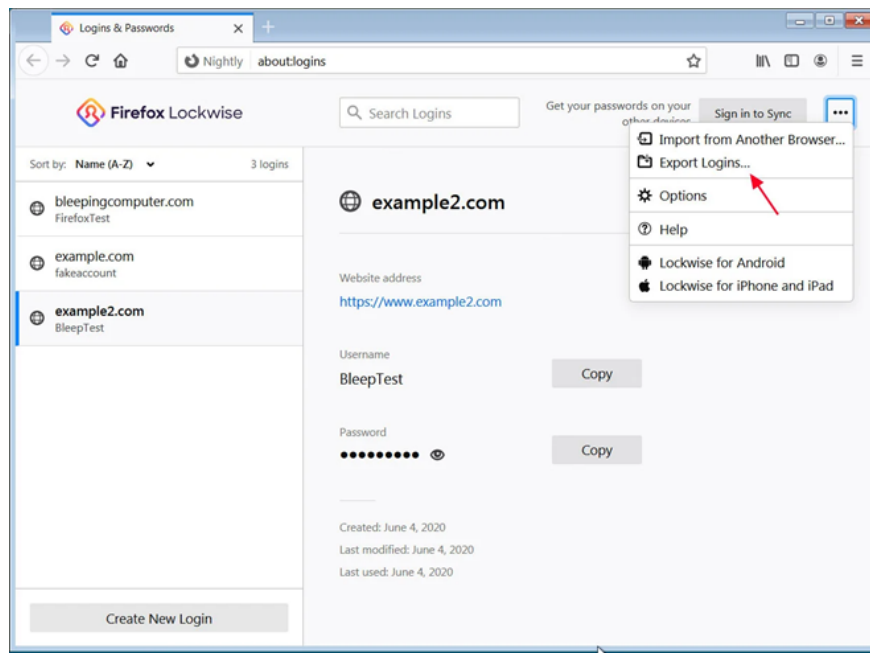 Logins & Passwords
Nightly about:logins
Firefox Lockwise
Search Logins
Get your passwords on your
other devices
Sign in to Sync
Import from Another Browser...
Export Logins...
Options
Help
Lockwise for Android
Lockwise for iPhone and iPad
Sort by: Name (A-Z)
3 logins
bleepingcomputer.com
FirefoxTest
example.com
fakeaccount
example2.com
BleepTest
Create New Login
example2.com
Website address
https://www.example2.com
Username
BleepTest
Copy
Password
Copy
Created: June 4, 2020
Last modified: June 4, 2020
Last used: June 4, 2020